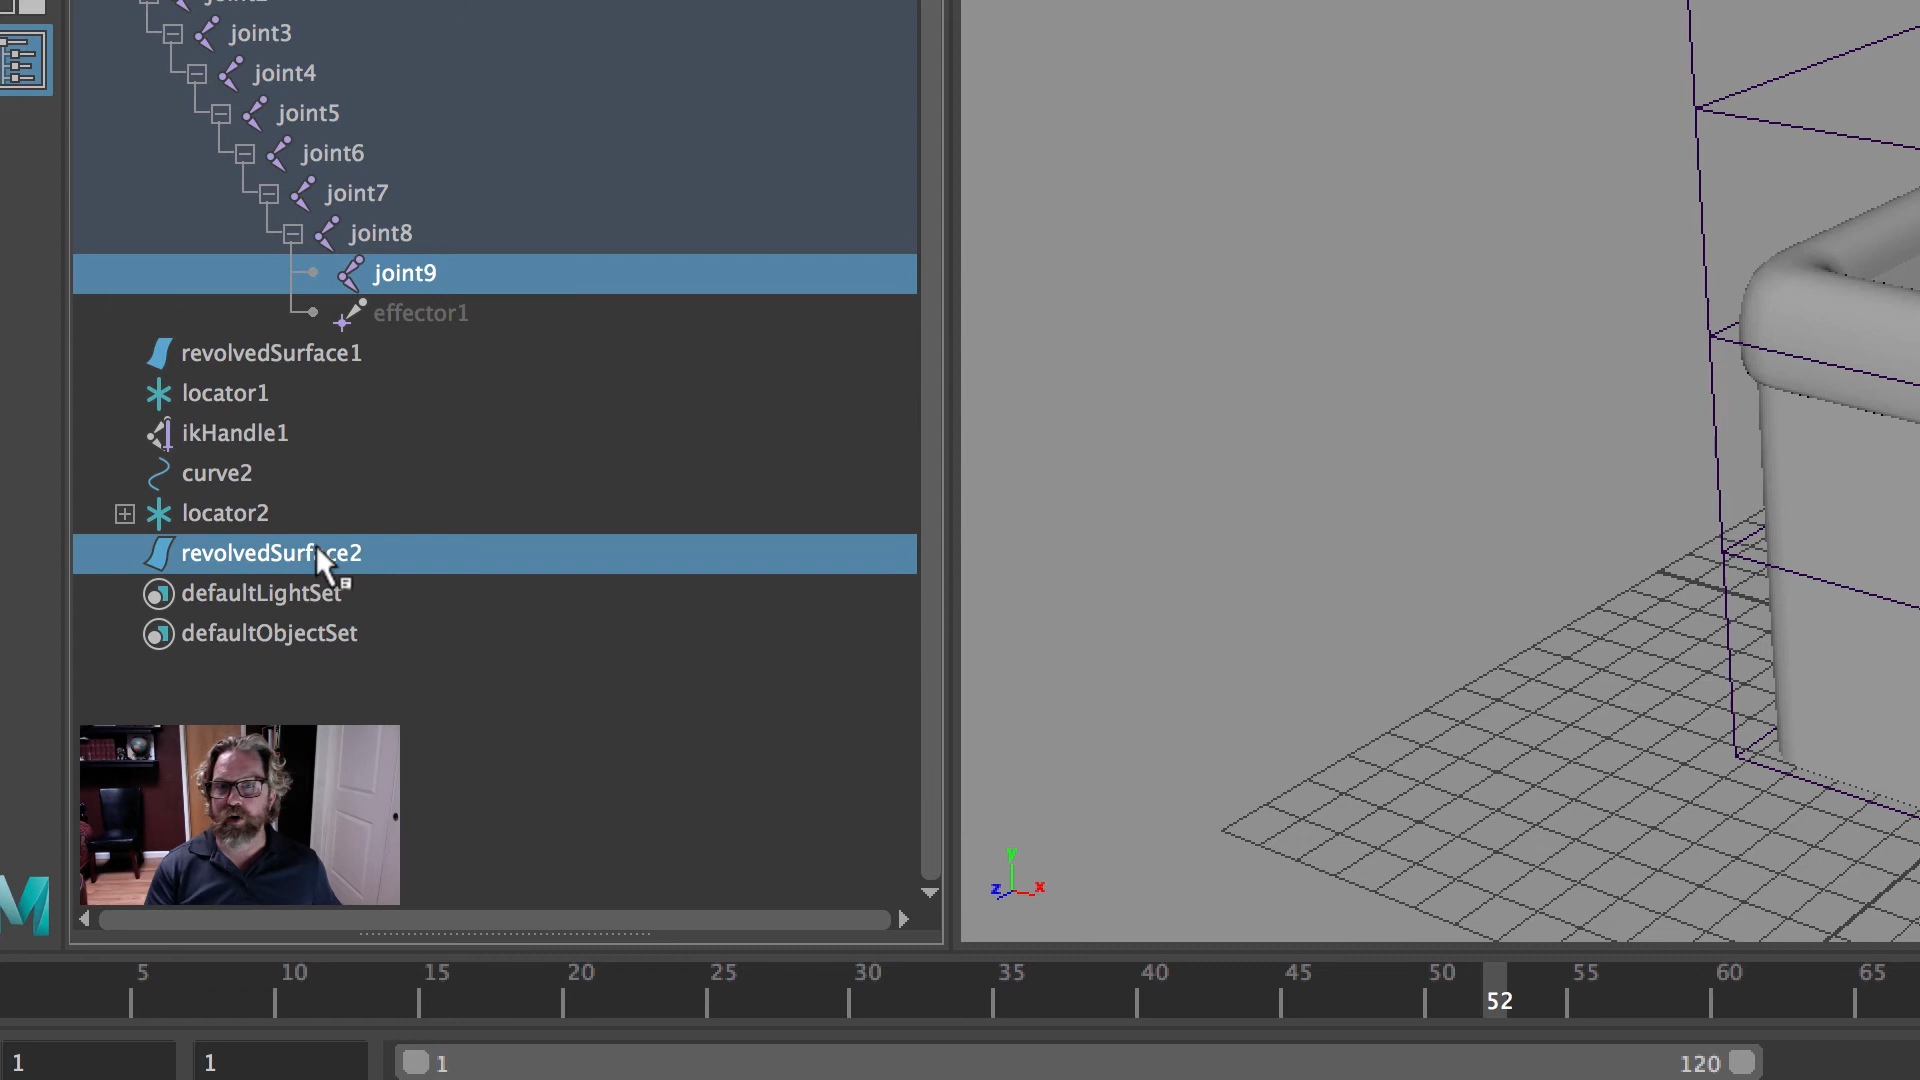 joint3
joint4
joint5
joint6
joint7
joint8
joint9
effector1
revolvedSurface1
locator1
ikHandle1
curve2
locator2
revolvedSurface2
defaultLightSet
defaultObjectSet
M
y
z x
5 10 15 20 25 30 35 40 45 50 55 60 65
52
1 1 1 120